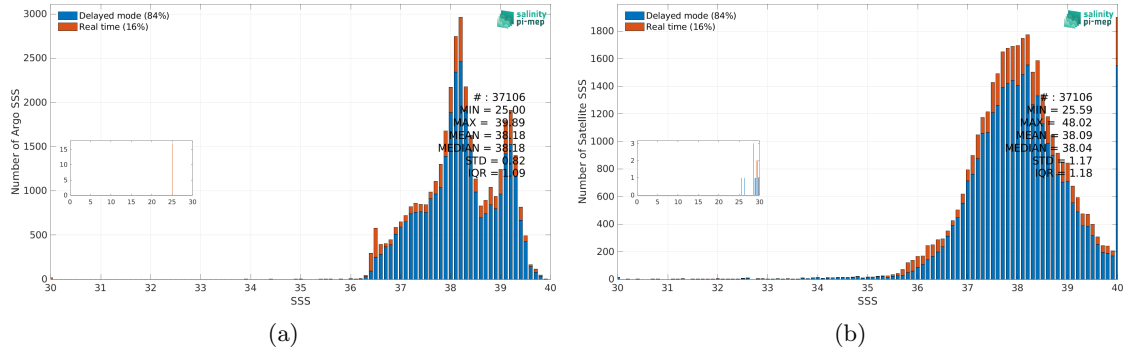 Delayed mode (84%)
Real time (16%)
salinity
pi-mep
Number of Argo SSS
3000
2500
2000
1500
1000
500
0
# : 37106
MIN = 25.00
MAX = 39.89
MEAN = 38.18
MEDIAN = 38.18
STD = 0.82
IQR = 1.09
15
10
5
0
0 5 10 15 20 25 30
30 31 32 33 34 35 36 37 38 39 40
SSS
(a)
Delayed mode (84%)
Real time (16%)
salinity
pi-mep
Number of Satellite SSS
1800
1600
1400
1200
1000
800
600
400
200
0
# : 37106
MIN = 25.59
MAX = 48.02
MEAN = 38.09
MEDIAN = 38.04
STD = 1.17
IQR = 1.18
3
2
1
0
0 5 10 15 20 25 30
30 31 32 33 34 35 36 37 38 39 40
SSS
(b)